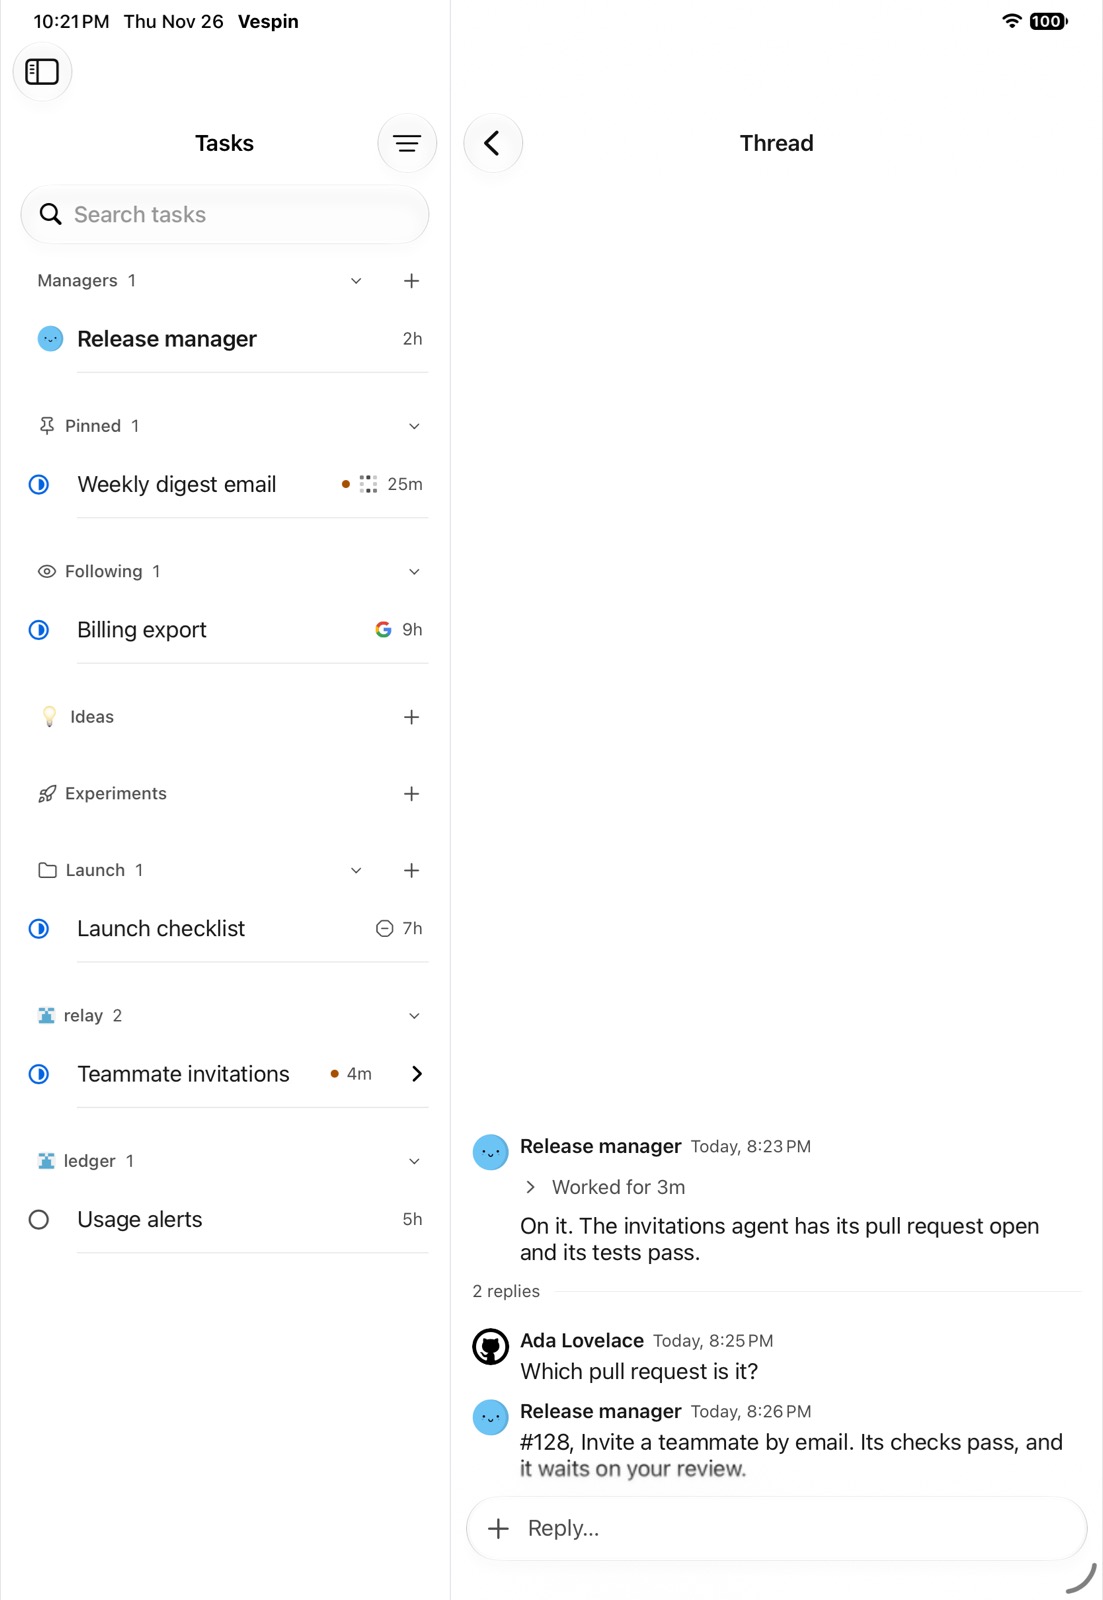 10:21 PM Thu Nov 26 Vespin
100
Tasks
Search tasks
Managers 1
Release manager 2h
Pinned 1
Weekly digest email 25m
Following 1
Billing export 9h
Ideas
Experiments
Launch 1
Launch checklist 7h
relay 2
Teammate invitations 4m
ledger 1
Usage alerts 5h
Thread
Release manager Today, 8:23 PM
Worked for 3m
On it. The invitations agent has its pull request open
and its tests pass.
2 replies
Ada Lovelace Today, 8:25 PM
Which pull request is it?
Release manager Today, 8:26 PM
#128, Invite a teammate by email. Its checks pass, and
it waits on your review.
Reply...